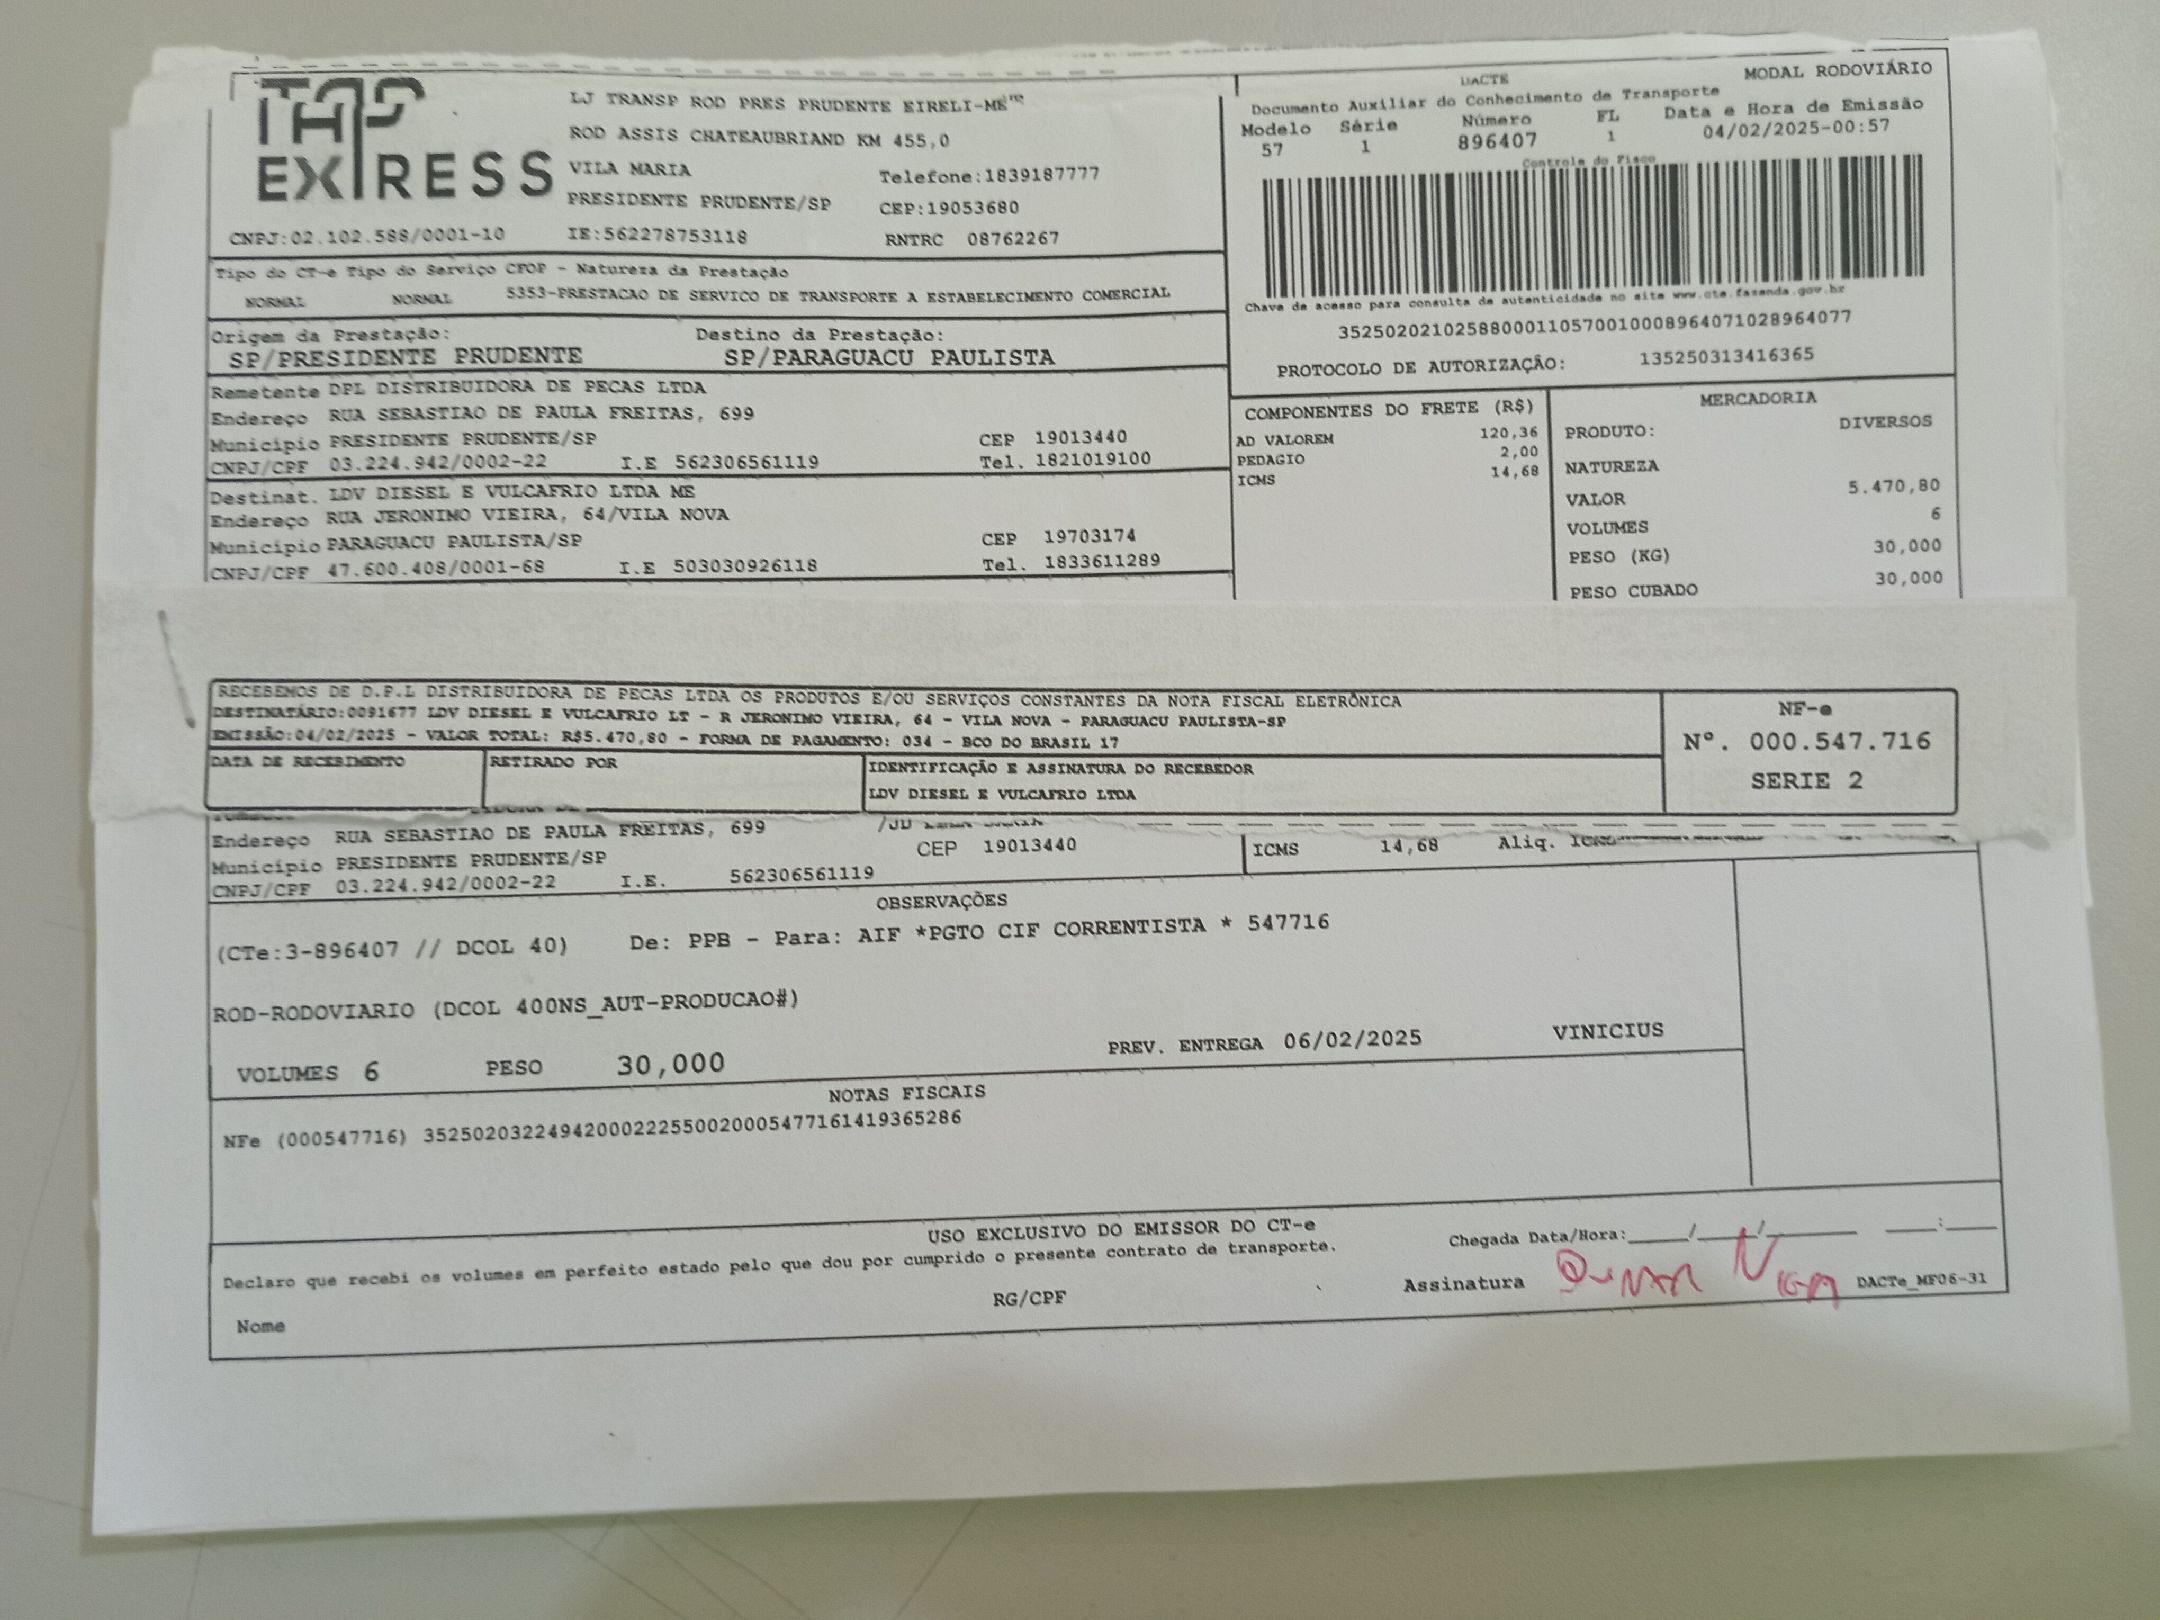 TAP
EXPRESS
LJ TRANSP ROD PRES PRUDENTE EIRELI-ME
ROD ASSIS CHATEAUBRIAND KM 455,0
VILA MARIA Telefone:1839187777
PRESIDENTE PRUDENTE/SP CEP:19053680
CNPJ:02.102.588/0001-10 IE:562278753118 RNTRC 08762267
DACTE MODAL RODOVIÁRIO
Documento Auxiliar do Conhecimento de Transporte
Modelo Série Número FL Data e Hora de Emissão
57 1 896407 1 04/02/2025-00:57
Controle do Fisco
Chave de acesso para consulta de autenticidade no site www.cte.fazenda.gov.br
35250202102588000110570010008964071028964077
PROTOCOLO DE AUTORIZAÇÃO: 135250313416365
Tipo do CT-e Tipo do Serviço CFOP - Natureza da Prestação
NORMAL NORMAL 5353-PRESTACAO DE SERVICO DE TRANSPORTE A ESTABELECIMENTO COMERCIAL
Origem da Prestação: Destino da Prestação:
SP/PRESIDENTE PRUDENTE SP/PARAGUACU PAULISTA
Remetente DPL DISTRIBUIDORA DE PECAS LTDA
Endereço RUA SEBASTIAO DE PAULA FREITAS, 699
Município PRESIDENTE PRUDENTE/SP CEP 19013440
CNPJ/CPF 03.224.942/0002-22 I.E 562306561119 Tel. 1821019100
Destinat. LDV DIESEL E VULCAFRIO LTDA ME
Endereço RUA JERONIMO VIEIRA, 64/VILA NOVA
Município PARAGUACU PAULISTA/SP CEP 19703174
CNPJ/CPF 47.600.408/0001-68 I.E 503030926118 Tel. 1833611289
COMPONENTES DO FRETE (R$)
AD VALOREM 120,36
PEDAGIO 2,00
ICMS 14,68
MERCADORIA
PRODUTO: DIVERSOS
NATUREZA
VALOR 5.470,80
VOLUMES 6
PESO (KG) 30,000
PESO CUBADO 30,000
RECEBEMOS DE D.P.L DISTRIBUIDORA DE PECAS LTDA OS PRODUTOS E/OU SERVIÇOS CONSTANTES DA NOTA FISCAL ELETRÔNICA
DESTINATÁRIO:0091677 LDV DIESEL E VULCAFRIO LT - R JERONIMO VIEIRA, 64 - VILA NOVA - PARAGUACU PAULISTA-SP
EMISSÃO:04/02/2025 - VALOR TOTAL: R$5.470,80 - FORMA DE PAGAMENTO: 034 - BCO DO BRASIL 17
DATA DE RECEBIMENTO RETIRADO POR IDENTIFICAÇÃO E ASSINATURA DO RECEBEDOR
LDV DIESEL E VULCAFRIO LTDA
NF-e
Nº. 000.547.716
SERIE 2
Endereço RUA SEBASTIAO DE PAULA FREITAS, 699
Município PRESIDENTE PRUDENTE/SP CEP 19013440
CNPJ/CPF 03.224.942/0002-22 I.E. 562306561119
ICMS 14,68 Aliq.
OBSERVAÇÕES
(CTe:3-896407 // DCOL 40) De: PPB - Para: AIF *PGTO CIF CORRENTISTA * 547716
ROD-RODOVIARIO (DCOL 400NS_AUT-PRODUCAO#)
VOLUMES 6 PESO 30,000 PREV. ENTREGA 06/02/2025 VINICIUS
NOTAS FISCAIS
NFe (000547716) 35250203224942000222550020005477161419365286
USO EXCLUSIVO DO EMISSOR DO CT-e
Declaro que recebi os volumes em perfeito estado pelo que dou por cumprido o presente contrato de transporte.
Chegada Data/Hora:____/____/______ ____:____
Nome RG/CPF Assinatura DACTe_MF06-31